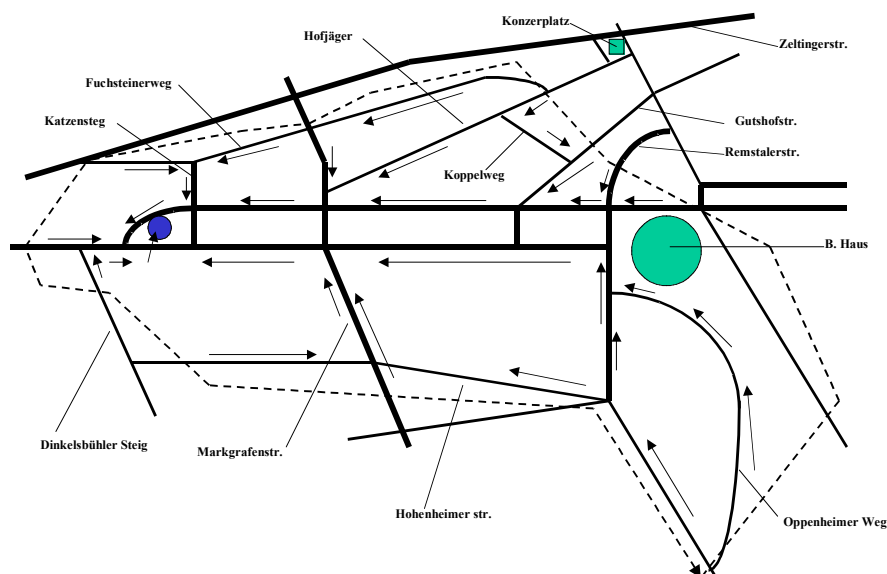 Konzerplatz
Hofjäger
Zeltingerstr.
Fuchsteinerweg
Katzensteg
Gutshofstr.
Remstalerstr.
Koppelweg
B. Haus
Dinkelsbühler Steig
Markgrafenstr.
Hohenheimer str.
Oppenheimer Weg